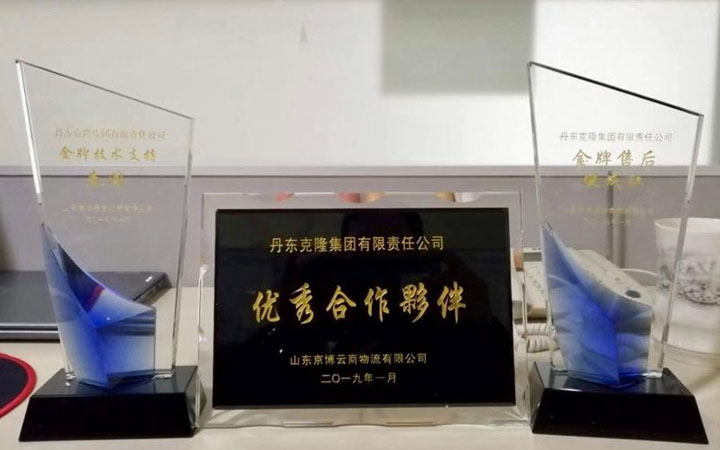 丹东克隆集团有限责任公司
金牌技术支持
丹东克隆集团有限责任公司
优秀合作夥伴
山东京博云商物流有限公司
二〇一九年一月
丹东克隆集团有限责任公司
金牌售后